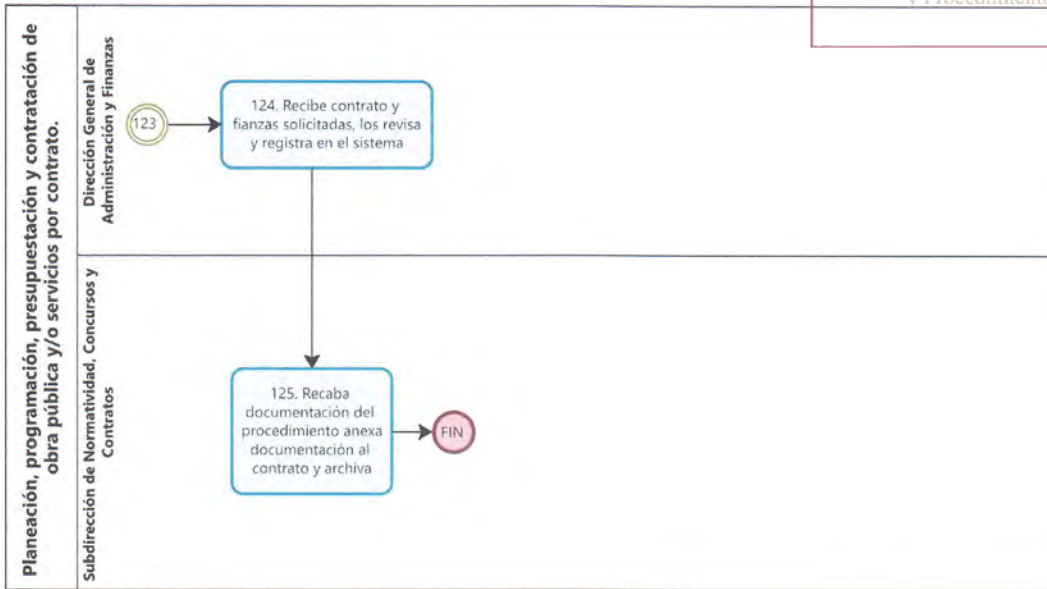 y Procedimiento
Planeación, programación, presupuestación y contratación de
obra pública y/o servicios por contrato.
Dirección General de
Administración y Finanzas
123
124. Recibe contrato y
fianzas solicitadas, los revisa
y registra en el sistema
Subdirección de Normatividad, Concursos y
Contratos
125. Recaba
documentación del
procedimiento anexa
documentación al
contrato y archiva
FIN